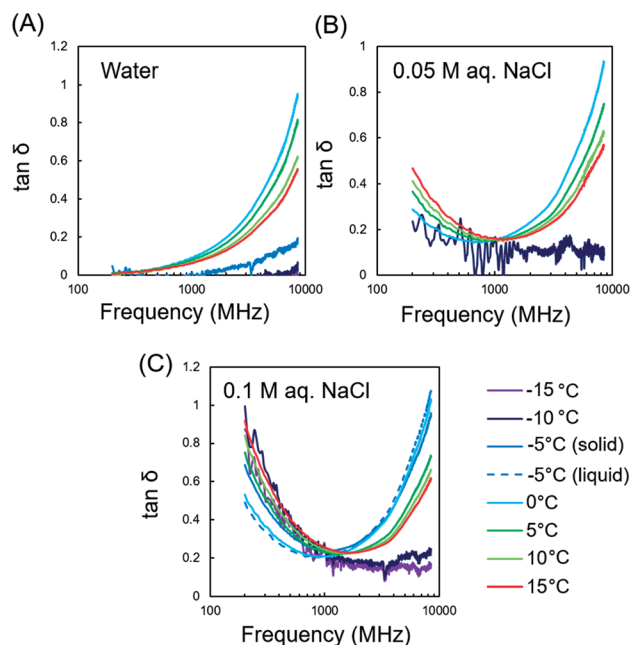 (A)
Water
1.2
1
0.8
0.6
0.4
0.2
0
tan δ
100
1000
10000
Frequency (MHz)
(B)
0.05 M aq. NaCl
1
0.8
0.6
0.4
0.2
0
tan δ
100
1000
10000
Frequency (MHz)
(C)
0.1 M aq. NaCl
1.2
1
0.8
0.6
0.4
0.2
0
tan δ
100
1000
10000
Frequency (MHz)
-15 °C
-10 °C
-5°C (solid)
-5°C (liquid)
0°C
5°C
10°C
15°C